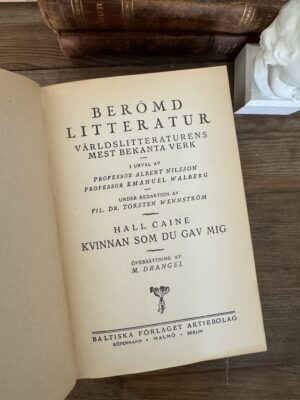 BERÖMD
LITTERATUR
VÄRLDSLITTERATURENS
MEST BEKANTA VERK
I URVAL AV
PROFESSOR ALBERT NILSSON
PROFESSOR EMANUEL WALBERG
UNDER REDAKTION AV
FIL. DR. TORSTEN WENNSTRÖM
HALL CAINE
KVINNAN SOM DU GAV MIG
ÖVERSÄTTNING AV
M. DRANGEL
BALTISKA FÖRLAGET AKTIEBOLAG
KÖPENHAMN – MALMÖ – BERLIN